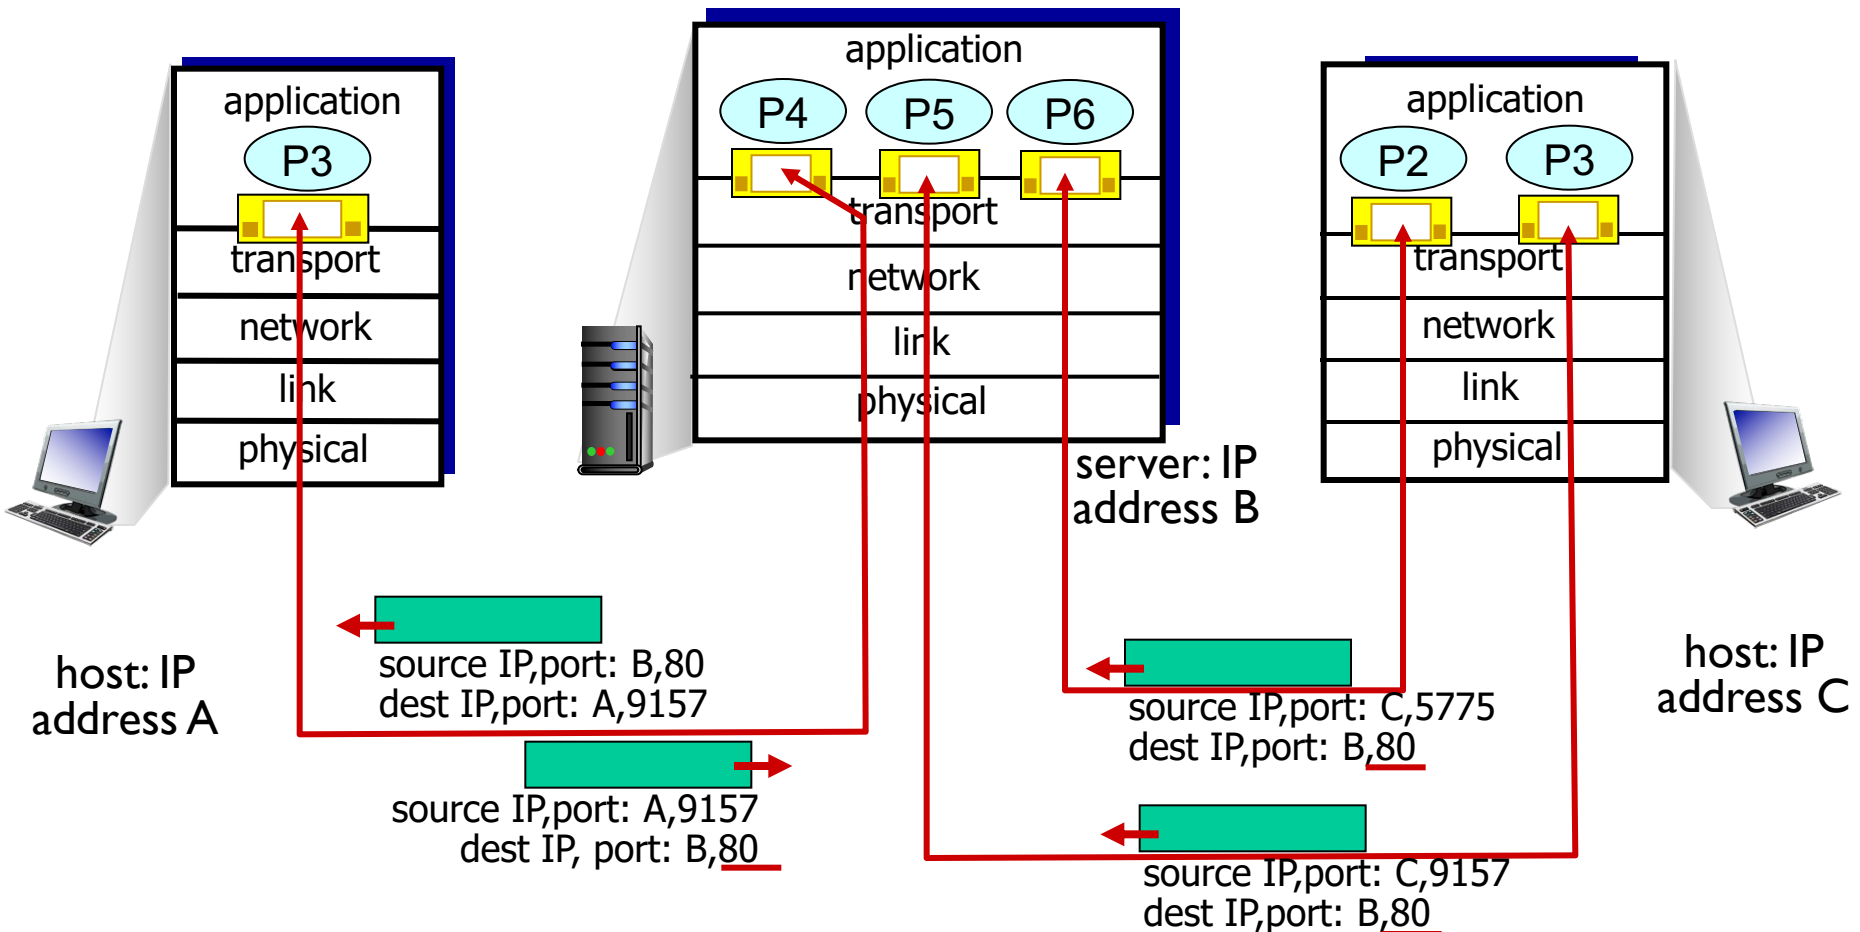 application
P3
transport
network
link
physical
host: IP
address A
application
P4
P5
P6
transport
network
link
physical
server: IP
address B
application
P2
P3
transport
network
link
physical
host: IP
address C
source IP,port: B,80
dest IP,port: A,9157
source IP,port: A,9157
dest IP, port: B,80
source IP,port: C,5775
dest IP,port: B,80
source IP,port: C,9157
dest IP,port: B,80